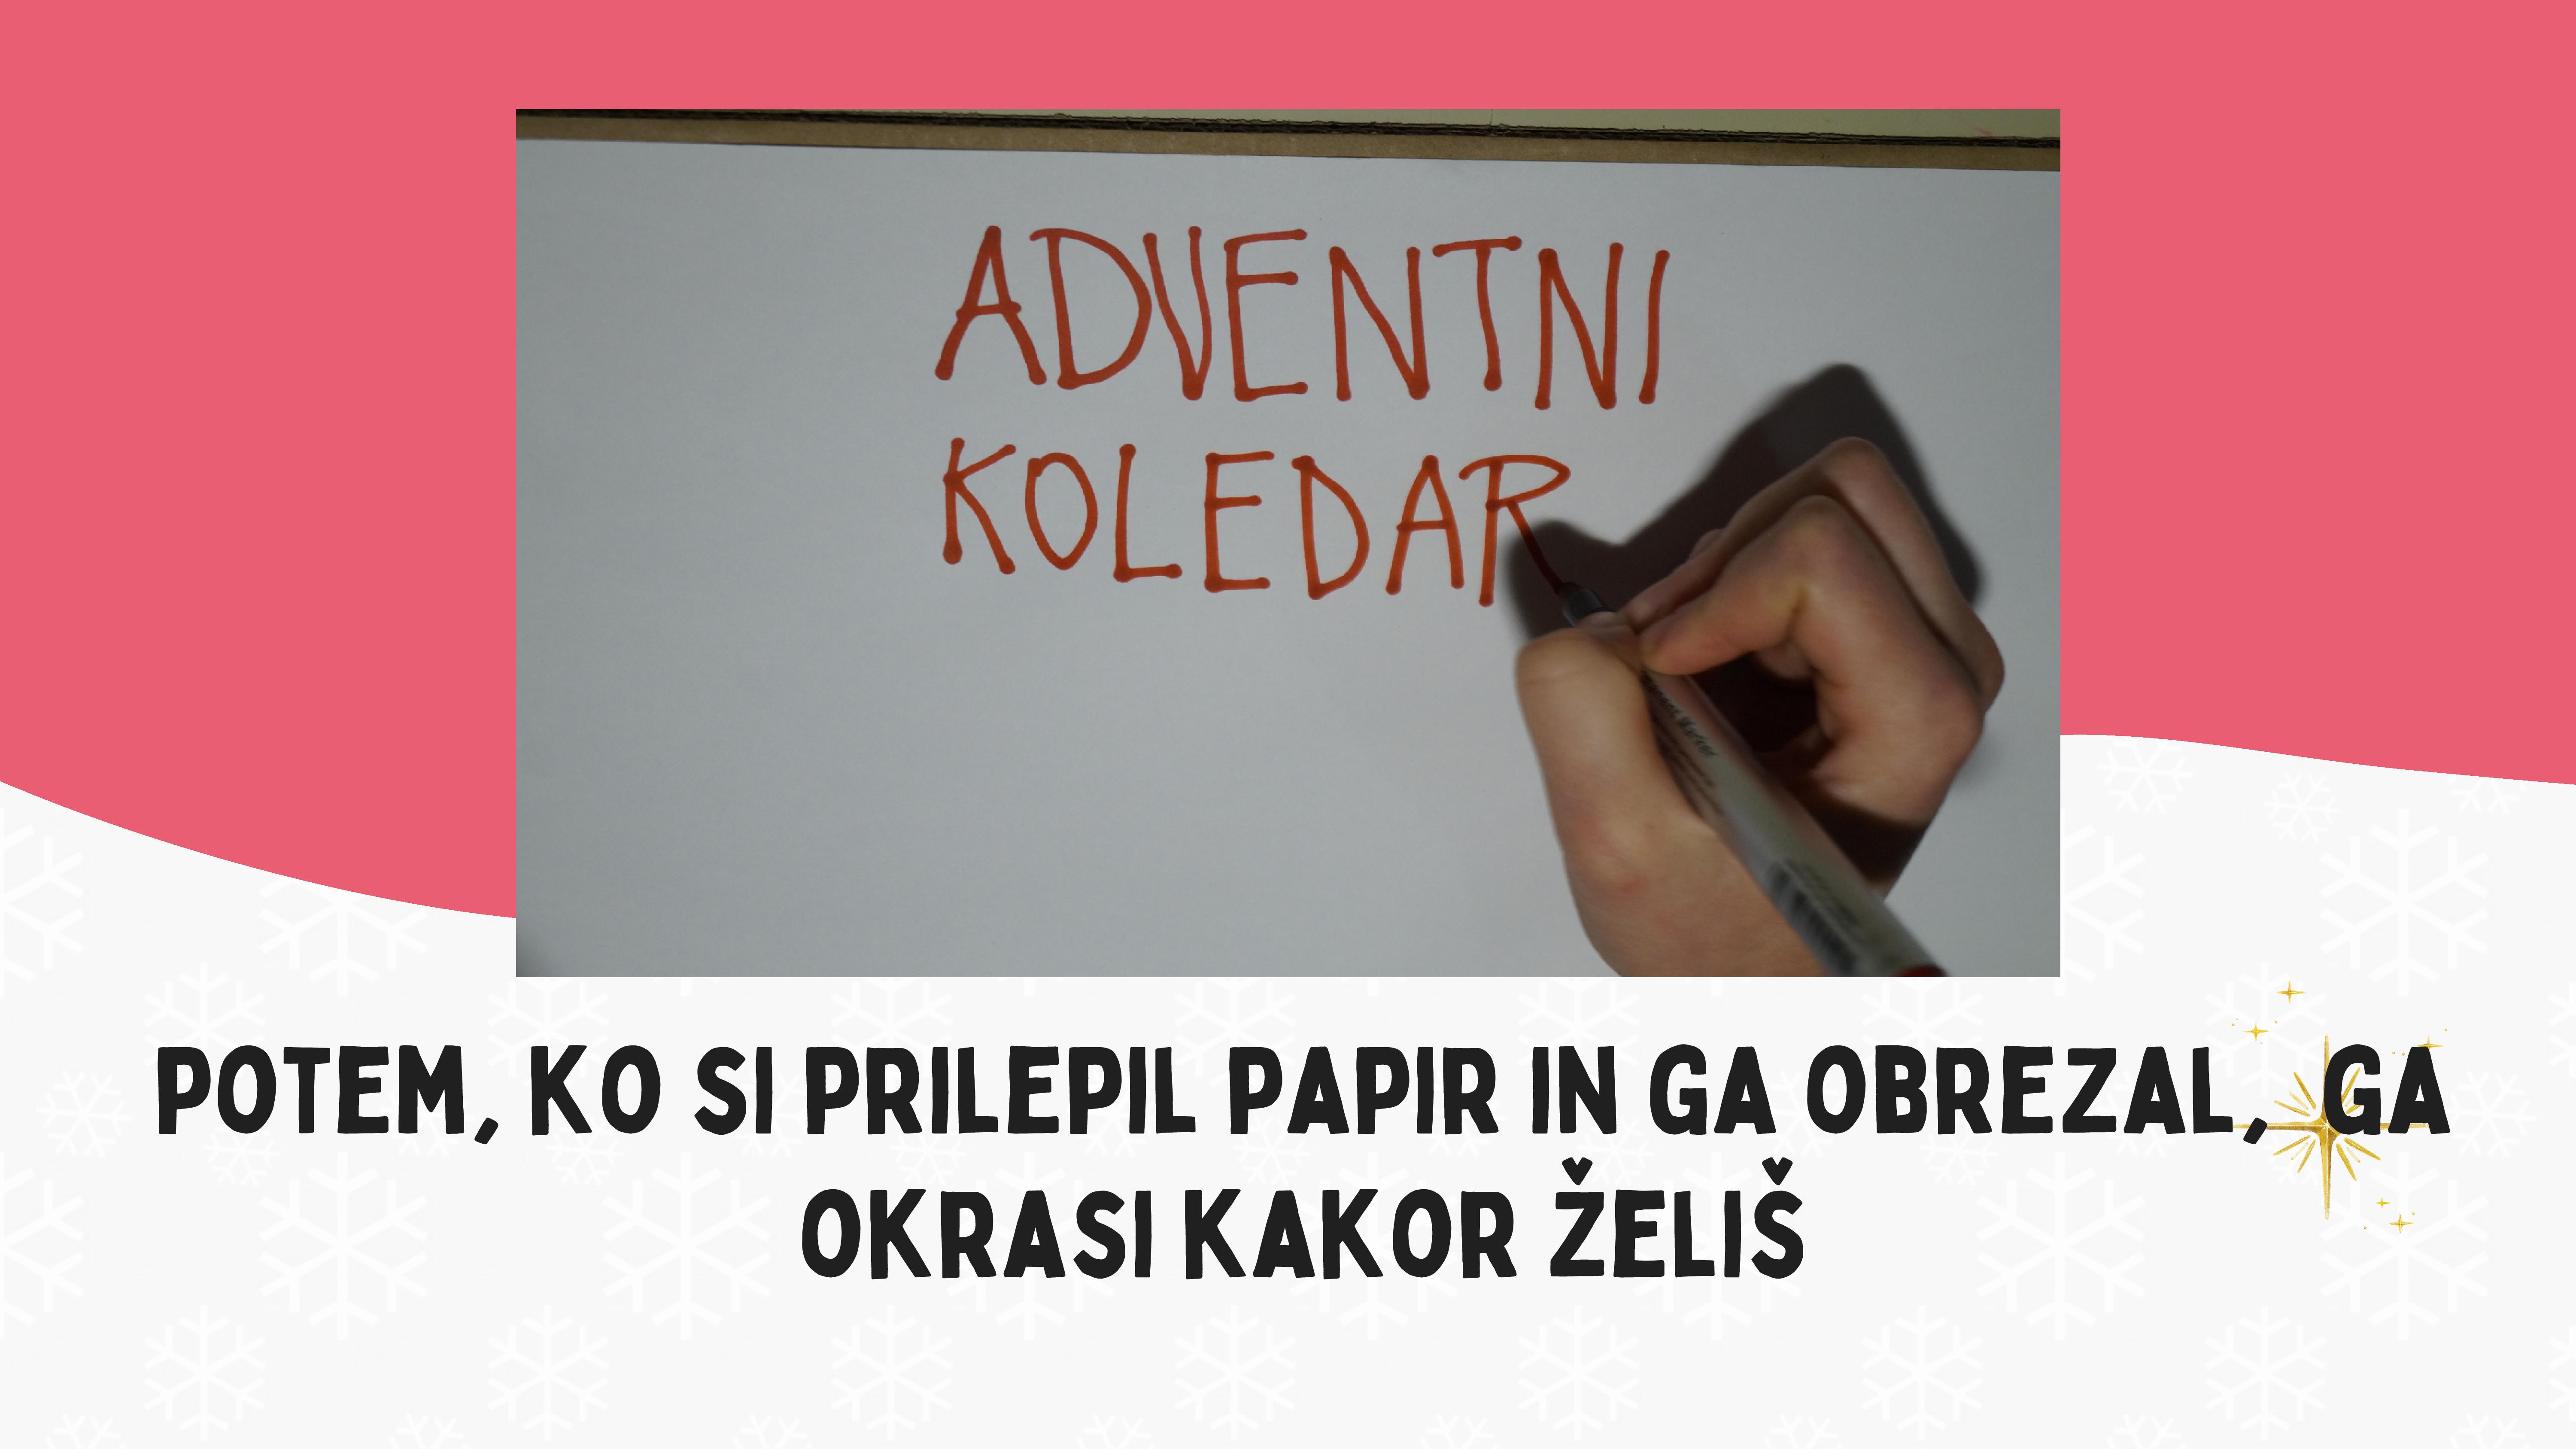 ADVENTNI
KOLEDAR
POTEM, KO SI PRILEPIL PAPIR IN GA OBREZAL, GA
OKRASI KAKOR ŽELIŠ